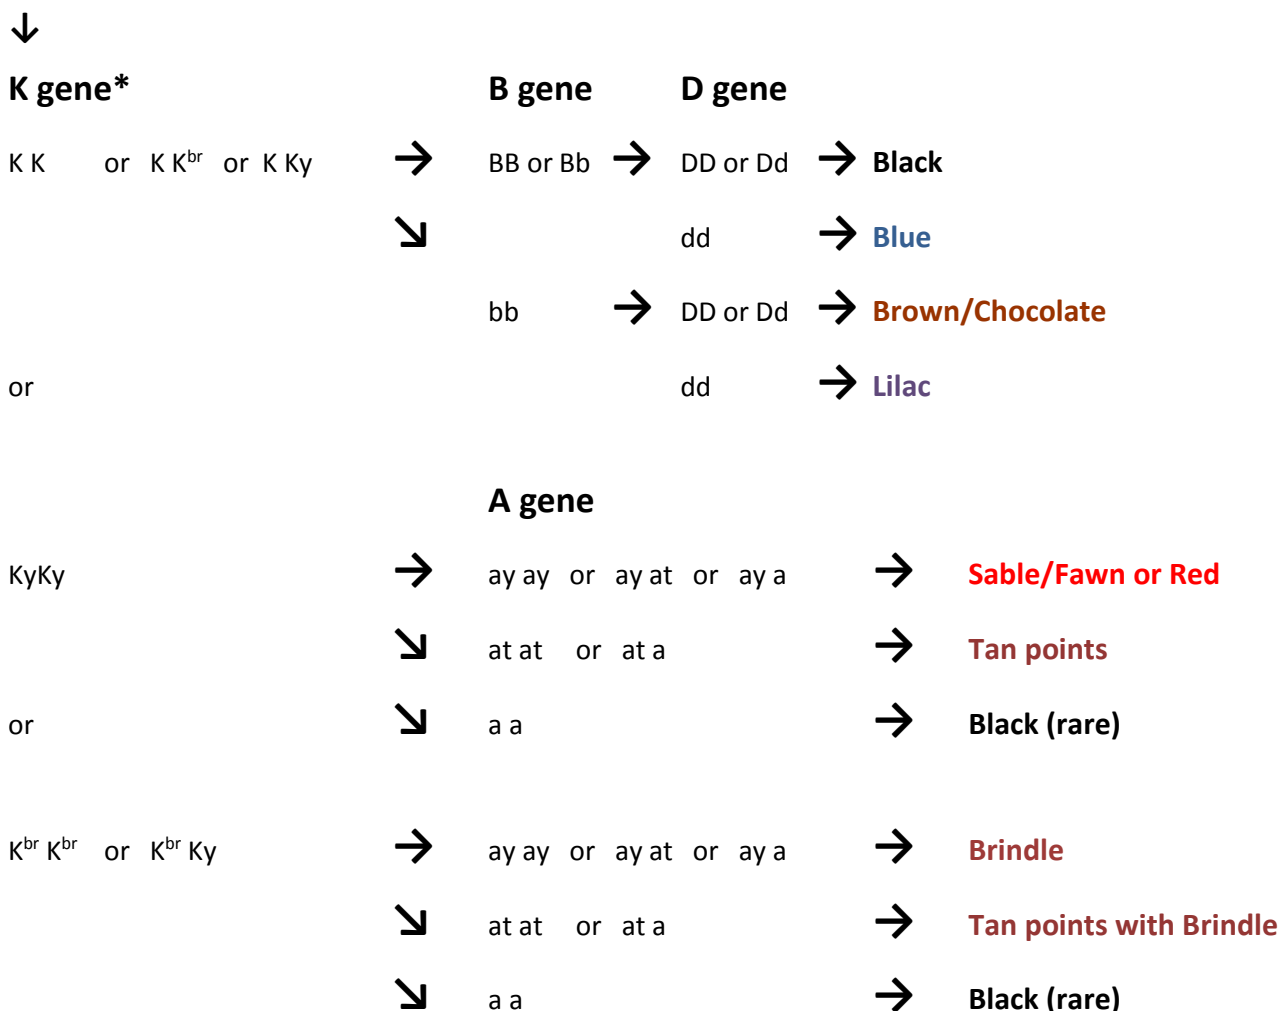 ↓
K gene* B gene D gene
K K or K Kbr or K Ky → BB or Bb → DD or Dd → Black
↘ dd → Blue
bb → DD or Dd → Brown/Chocolate
or dd → Lilac
A gene
KyKy → ay ay or ay at or ay a → Sable/Fawn or Red
↘ at at or at a → Tan points
or ↘ a a → Black (rare)
Kbr Kbr or Kbr Ky → ay ay or ay at or ay a → Brindle
↘ at at or at a → Tan points with Brindle
↘ a a → Black (rare)